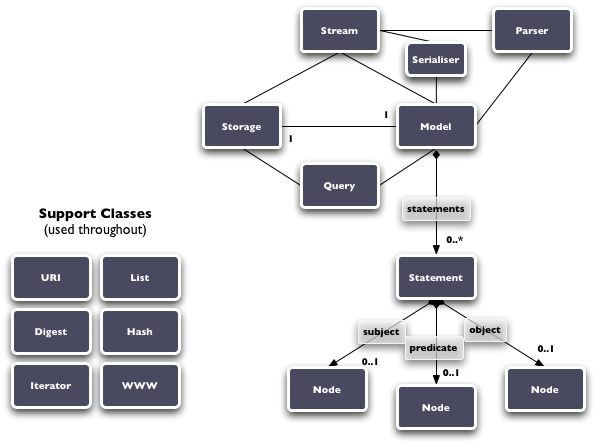 Stream
Parser
Serialiser
Storage
1
1
Model
Query
statements
0..*
Support Classes
(used throughout)
URI
List
Statement
Digest
Hash
subject
predicate
object
0..1
0..1
0..1
Iterator
WWW
Node
Node
Node